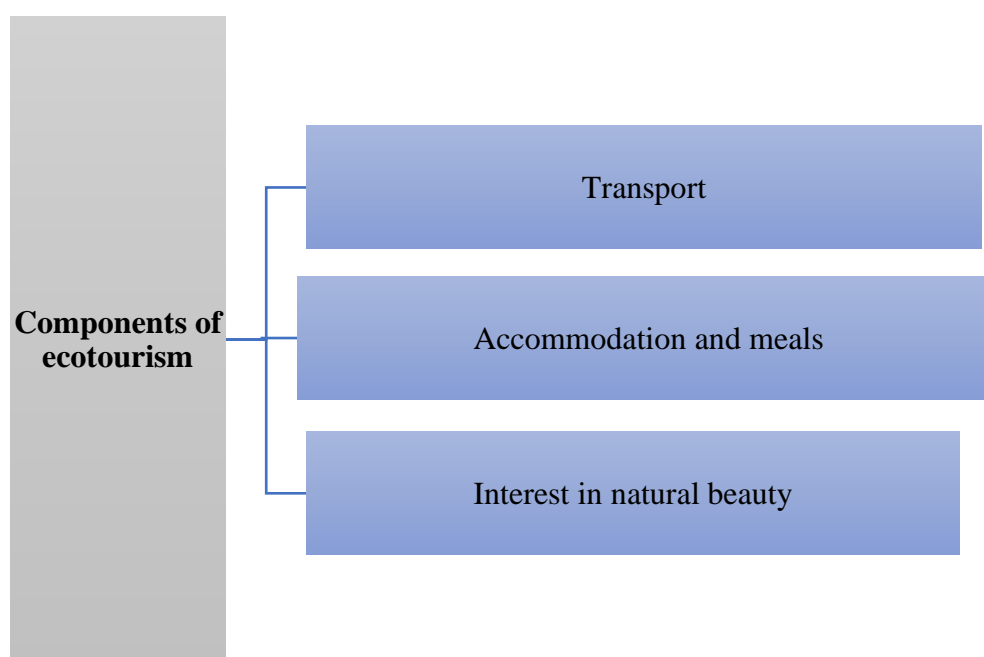 Components of
ecotourism
Transport
Accommodation and meals
Interest in natural beauty